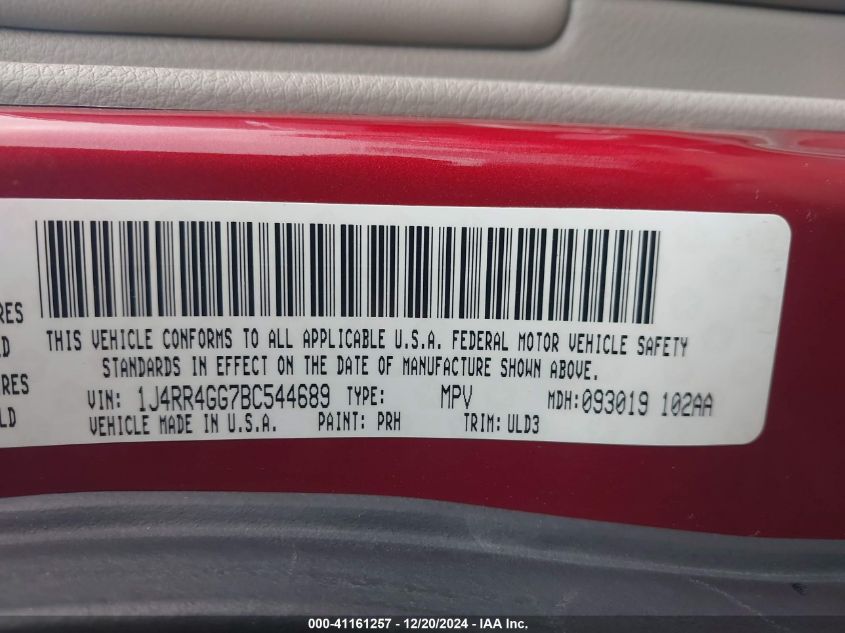 RES
THIS VEHICLE CONFORMS TO ALL APPLICABLE U.S.A. FEDERAL MOTOR VEHICLE SAFETY
LD
STANDARDS IN EFFECT ON THE DATE OF MANUFACTURE SHOWN ABOVE.
IRES
VIN: 1J4RR4GG7BC544689 TYPE: MPV MDH:093019 102AA
LD
VEHICLE MADE IN U.S.A. PAINT: PRH TRIM: ULD3
000-41161257 - 12/20/2024 - IAA Inc.